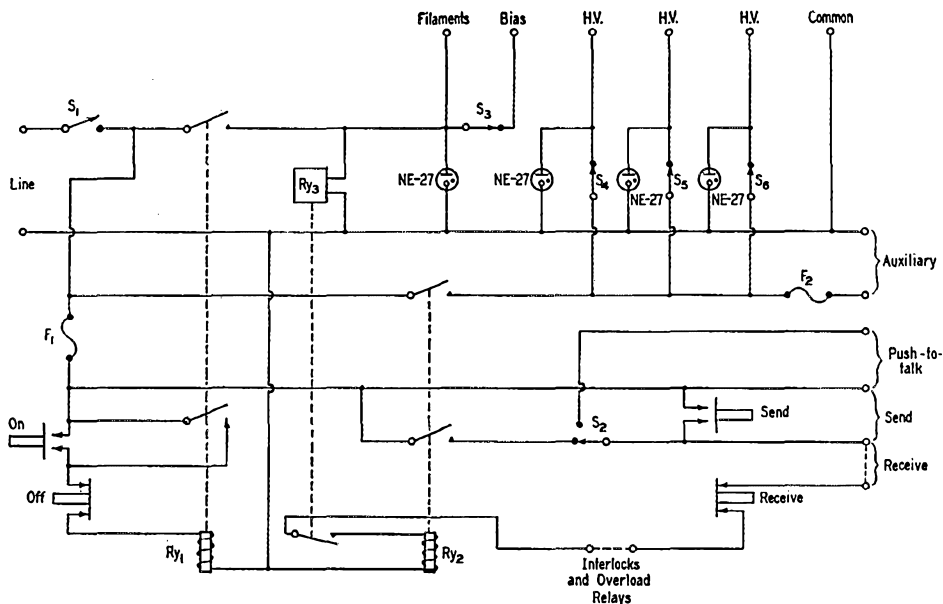 Filaments Bias H.V. H.V. H.V. Common
S1
S3
Line
Ry3
NE-27 NE-27 S4 NE-27 S5 NE-27 S6
Auxiliary
F2
F1
Push-to-
talk
On
S2
Send
Send
Receive
Off
Receive
Ry1
Ry2
Interlocks
and Overload
Relays